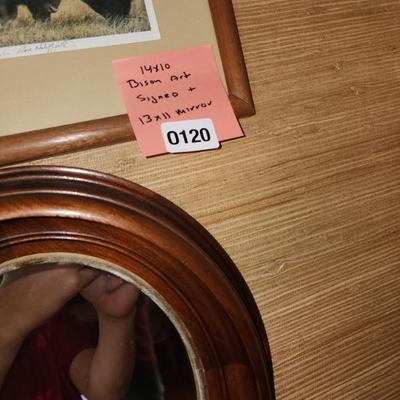 14x10
Bison Art
Signed +
13x11 mirror
0120